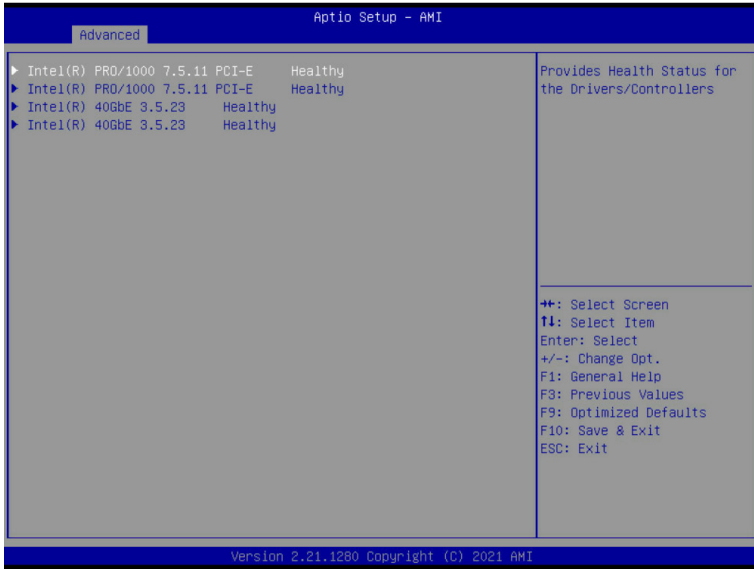 Aptio Setup - AMI
Advanced
▶ Intel(R) PRO/1000 7.5.11 PCI-E Healthy
▶ Intel(R) PRO/1000 7.5.11 PCI-E Healthy
▶ Intel(R) 40GbE 3.5.23 Healthy
▶ Intel(R) 40GbE 3.5.23 Healthy
Provides Health Status for
the Drivers/Controllers
→←: Select Screen
↑↓: Select Item
Enter: Select
+/-: Change Opt.
F1: General Help
F3: Previous Values
F9: Optimized Defaults
F10: Save & Exit
ESC: Exit
Version 2.21.1280 Copyright (C) 2021 AMI